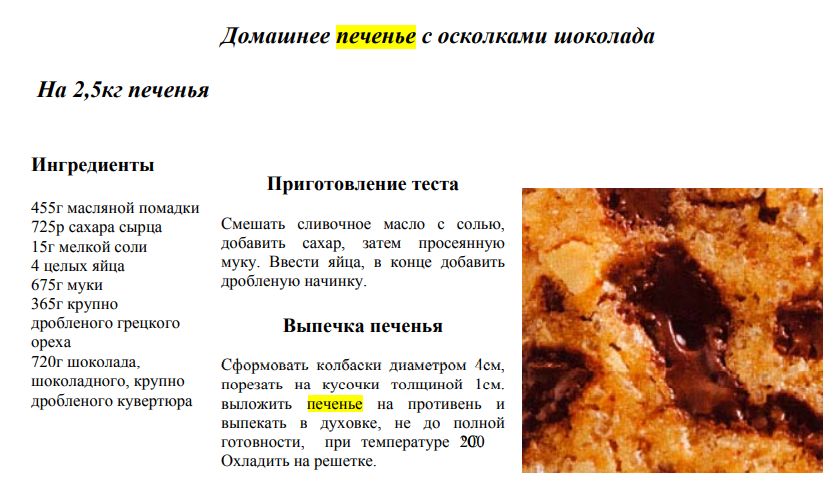 Домашнее печенье с осколками шоколада
На 2,5кг печенья
Ингредиенты
455г масляной помадки
725р сахара сырца
15г мелкой соли
4 целых яйца
675г муки
365г крупно
дробленого грецкого
ореха
720г шоколада,
шоколадного, крупно
дробленого кувертюра
Приготовление теста
Смешать сливочное масло с солью,
добавить сахар, затем просеянную
муку. Ввести яйца, в конце добавить
дробленую начинку.
Выпечка печенья
Сформовать колбаски диаметром 4см,
порезать на кусочки толщиной 1см.
выложить печенье на противень и
выпекать в духовке, не до полной
готовности, при температуре
Охладить на решетке.